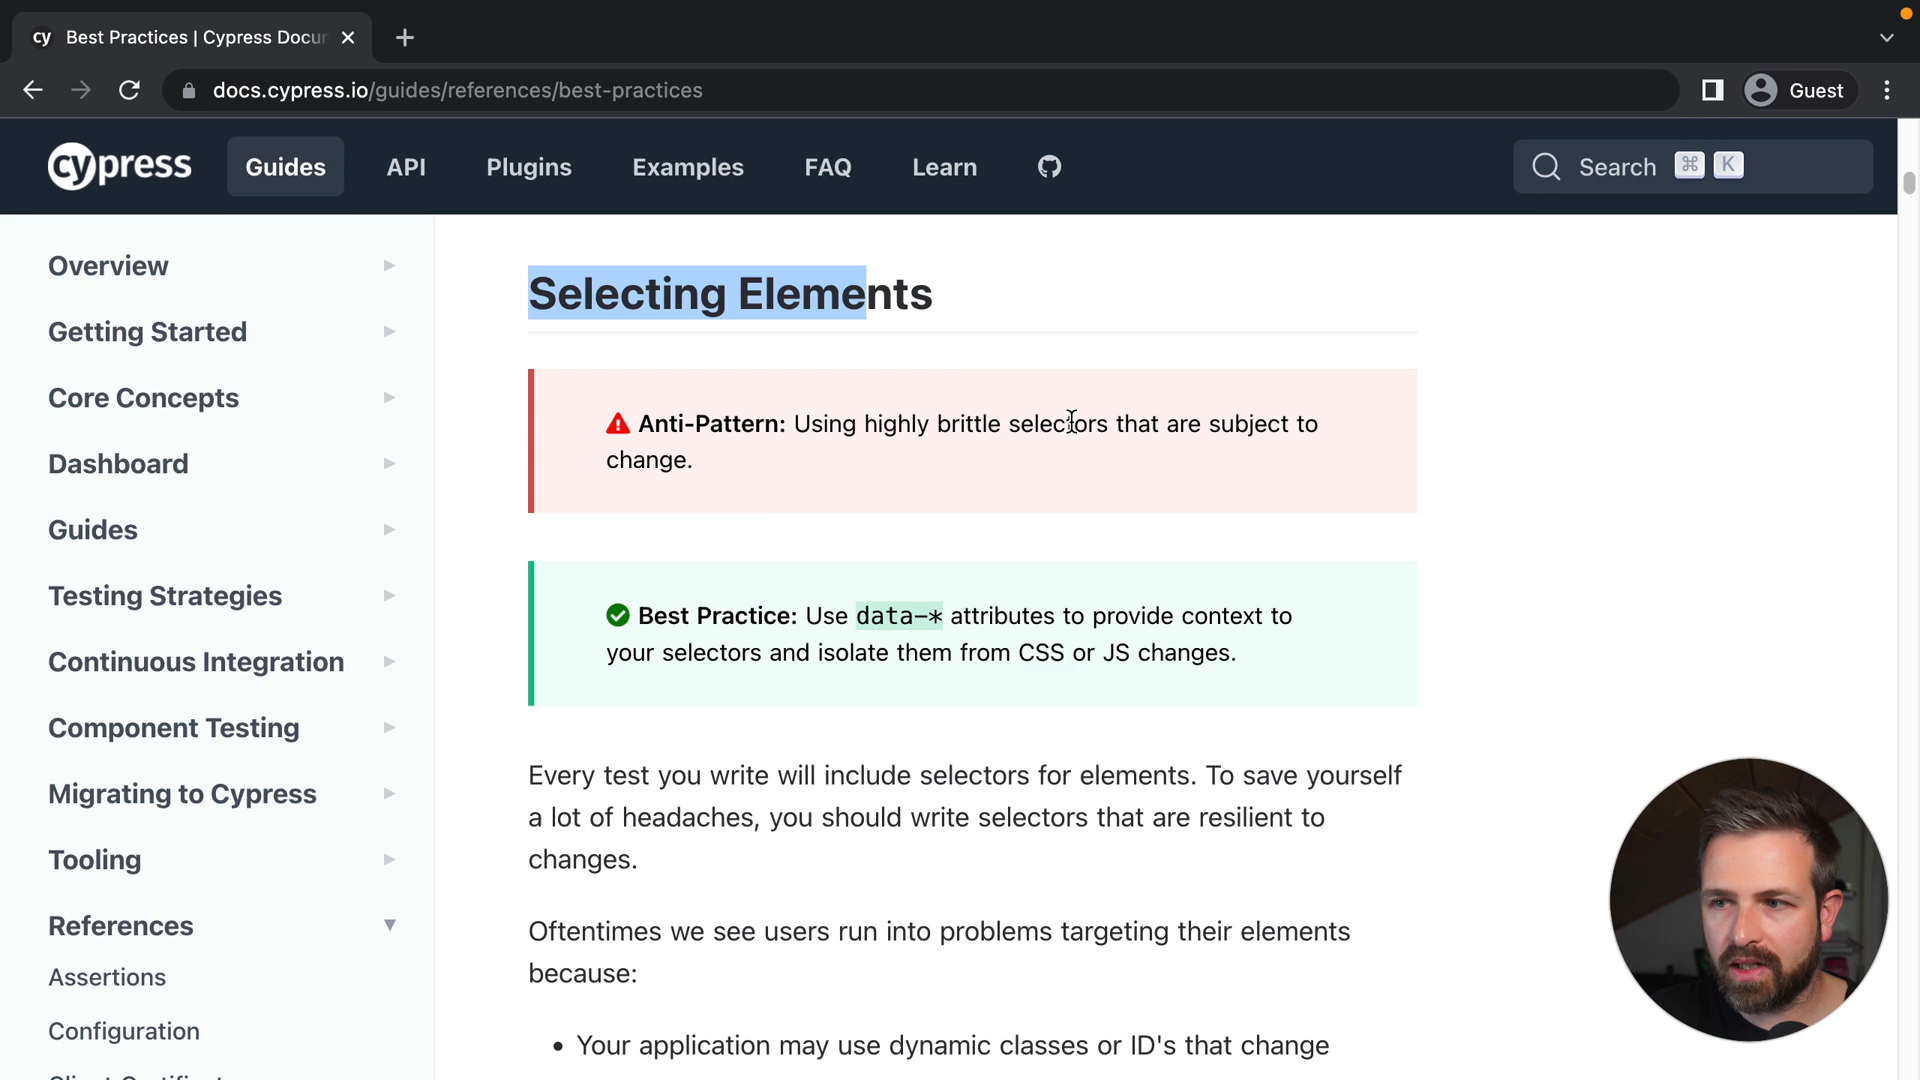 cy Best Practices | Cypress Docu
docs.cypress.io/guides/references/best-practices
Guest
cypress
Guides
API
Plugins
Examples
FAQ
Learn
Search ⌘ K
Overview
Getting Started
Core Concepts
Dashboard
Guides
Testing Strategies
Continuous Integration
Component Testing
Migrating to Cypress
Tooling
References
Assertions
Configuration
Selecting Elements
Anti-Pattern: Using highly brittle selectors that are subject to
change.
Best Practice: Use data-* attributes to provide context to
your selectors and isolate them from CSS or JS changes.
Every test you write will include selectors for elements. To save yourself
a lot of headaches, you should write selectors that are resilient to
changes.
Oftentimes we see users run into problems targeting their elements
because:
• Your application may use dynamic classes or ID's that change